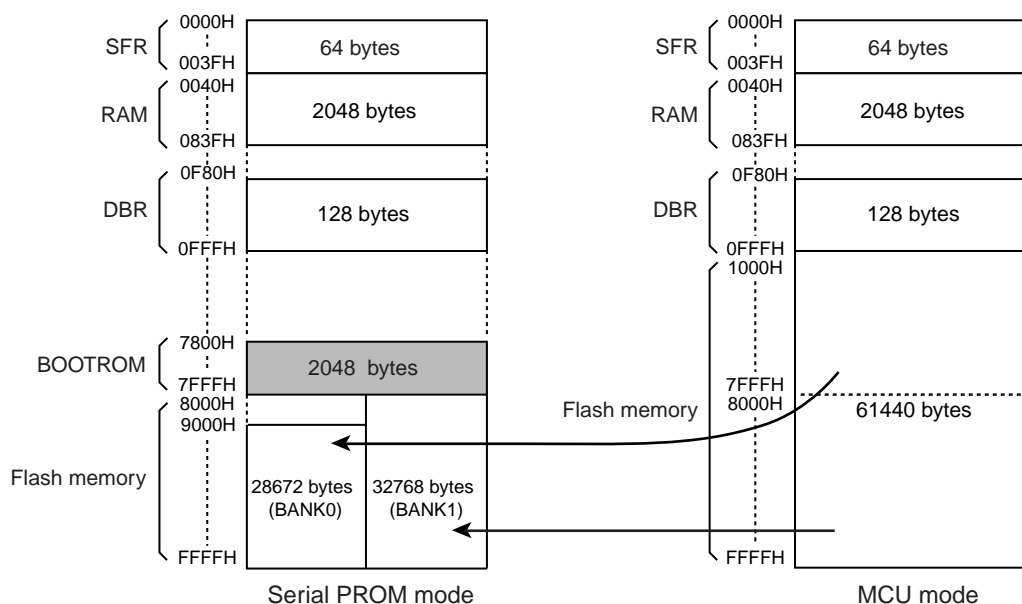 0000H
SFR
64 bytes
003FH
0040H
RAM
2048 bytes
083FH
0F80H
DBR
128 bytes
0FFFH
7800H
BOOTROM
2048 bytes
7FFFH
8000H
9000H
Flash memory
28672 bytes
(BANK0)
32768 bytes
(BANK1)
FFFFH
Serial PROM mode
0000H
SFR
64 bytes
003FH
0040H
RAM
2048 bytes
083FH
0F80H
DBR
128 bytes
0FFFH
1000H
7FFFH
8000H
Flash memory
61440 bytes
FFFFH
MCU mode